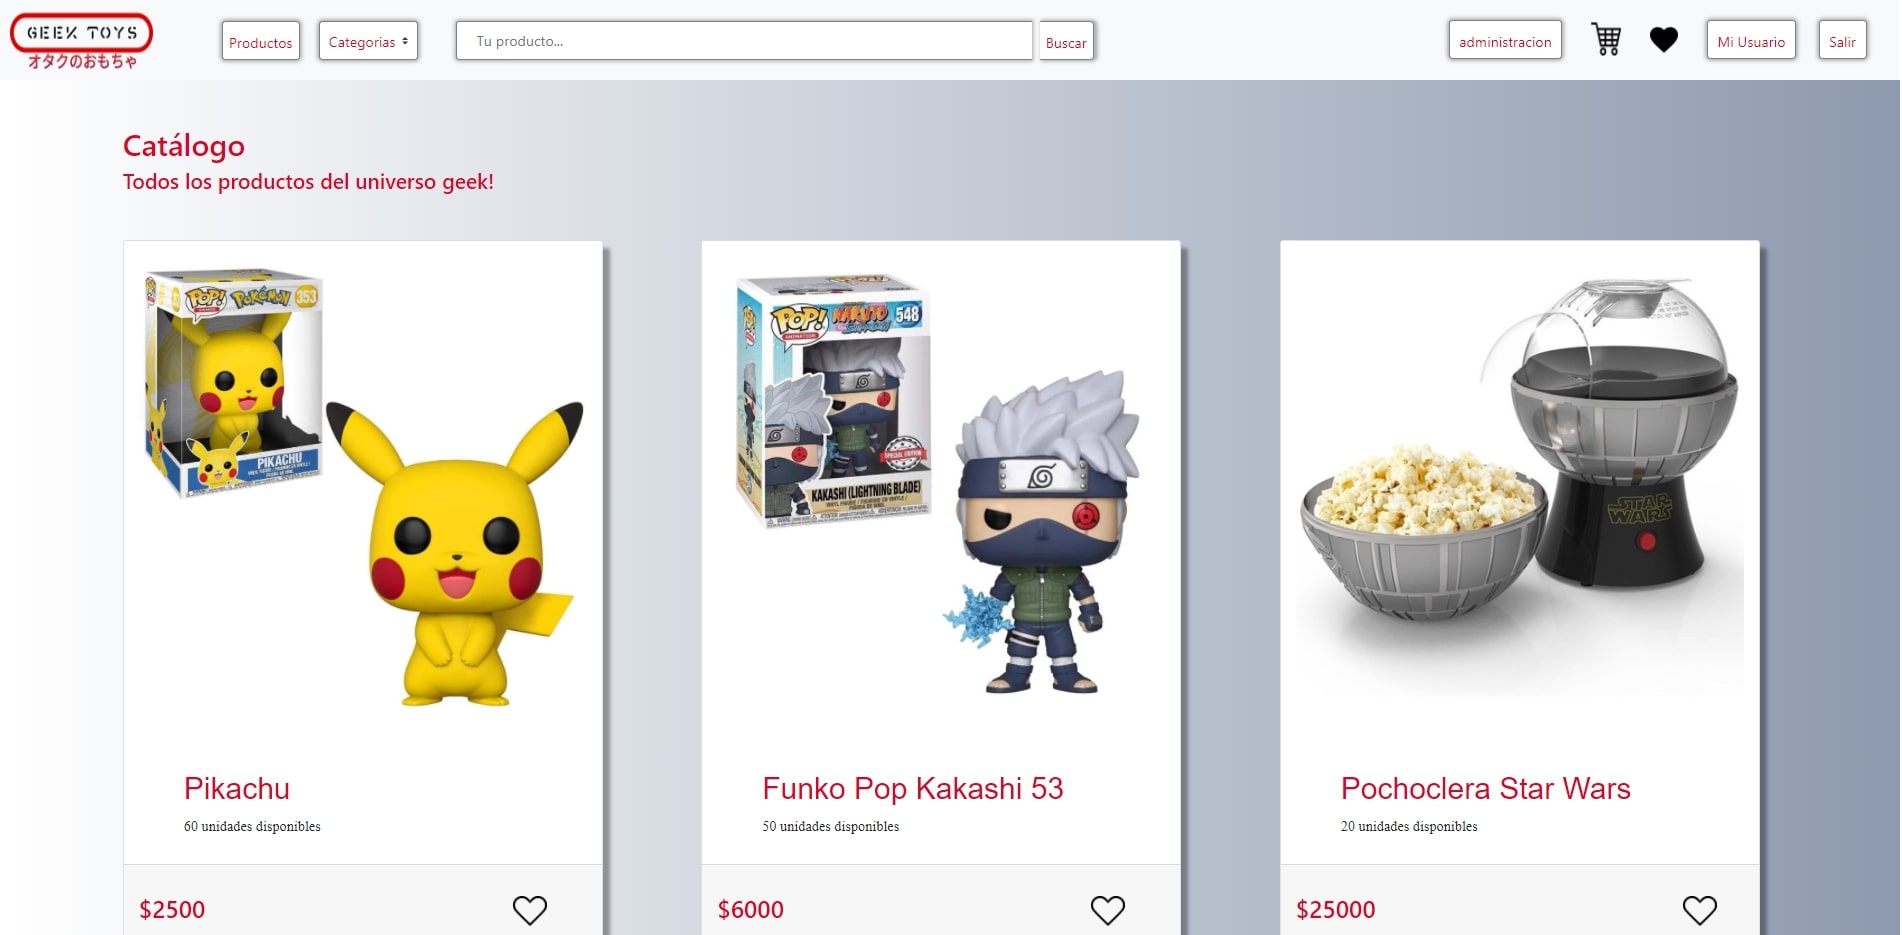 GEEK TOYS
オタクのおもちゃ
Productos
Categorias
Tu producto...
Buscar
administracion
Mi Usuario
Salir
Catálogo
Todos los productos del universo geek!
POP!
POKéMON
353
PIKACHU
POP!
ANIMATION
NARUTO
SHIPPUDEN
548
SPECIAL EDITION
KAKASHI (LIGHTNING BLADE)
STAR
WARS
Pikachu
60 unidades disponibles
Funko Pop Kakashi 53
50 unidades disponibles
Pochoclera Star Wars
20 unidades disponibles
$2500
$6000
$25000